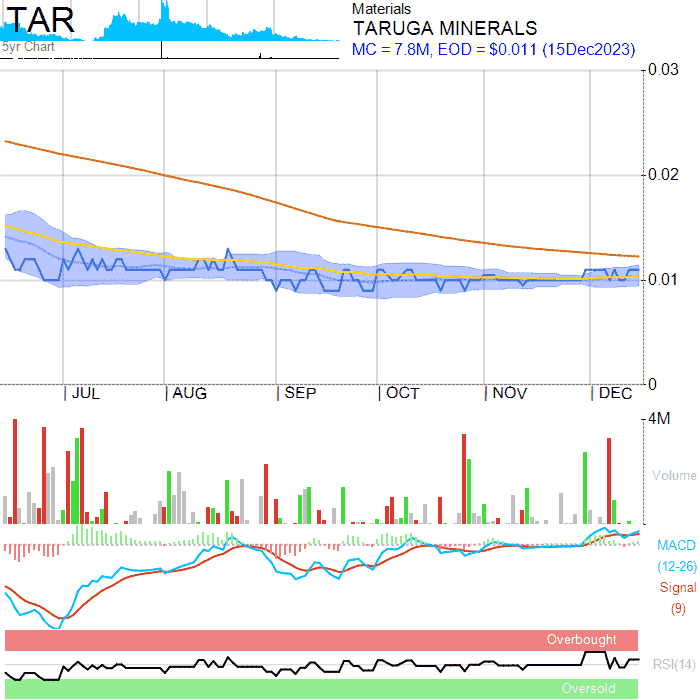 TAR
5yr Chart
Materials
TARUGA MINERALS
MC = 7.8M, EOD = $0.011 (15Dec2023)
0.03
0.02
0.01
0
JUL AUG SEP OCT NOV DEC
4M
Volume
MACD
(12-26)
Signal
(9)
Overbought
RSI(14)
Oversold